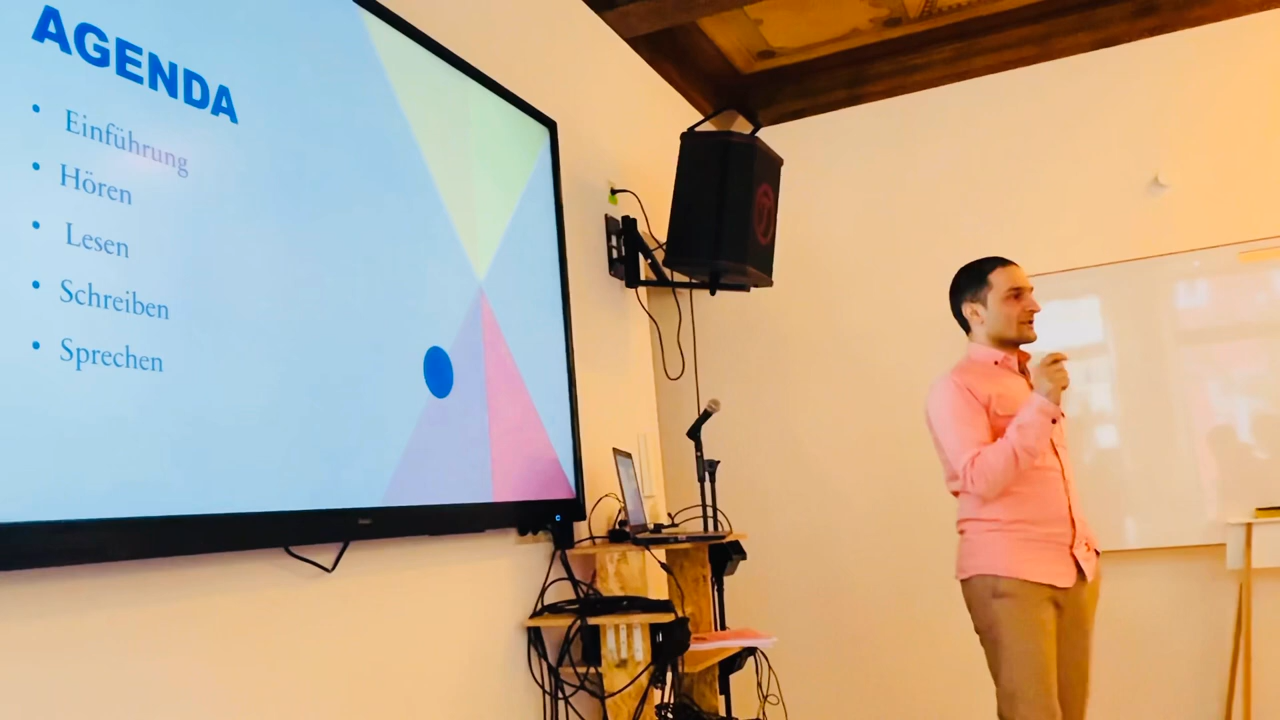 AGENDA
• Einführung
• Hören
• Lesen
• Schreiben
• Sprechen